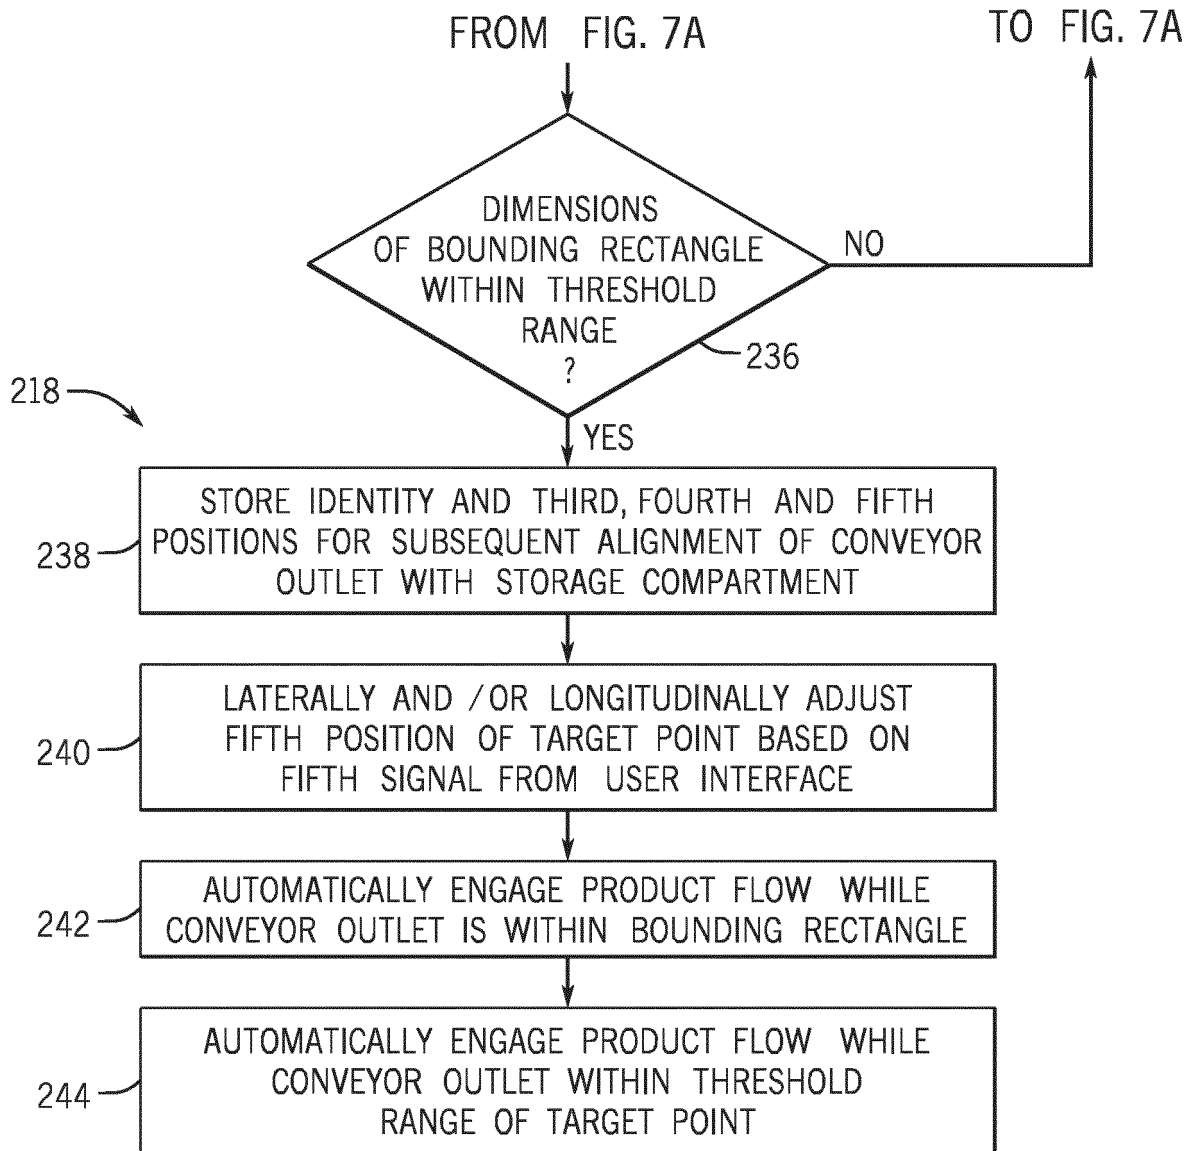 FROM FIG. 7A
TO FIG. 7A
DIMENSIONS
OF BOUNDING RECTANGLE
WITHIN THRESHOLD
RANGE
?
NO
236
218
YES
STORE IDENTITY AND THIRD, FOURTH AND FIFTH
POSITIONS FOR SUBSEQUENT ALIGNMENT OF CONVEYOR
OUTLET WITH STORAGE COMPARTMENT
238
LATERALLY AND /OR LONGITUDINALLY ADJUST
FIFTH POSITION OF TARGET POINT BASED ON
FIFTH SIGNAL FROM USER INTERFACE
240
AUTOMATICALLY ENGAGE PRODUCT FLOW WHILE
CONVEYOR OUTLET IS WITHIN BOUNDING RECTANGLE
242
AUTOMATICALLY ENGAGE PRODUCT FLOW WHILE
CONVEYOR OUTLET WITHIN THRESHOLD
RANGE OF TARGET POINT
244